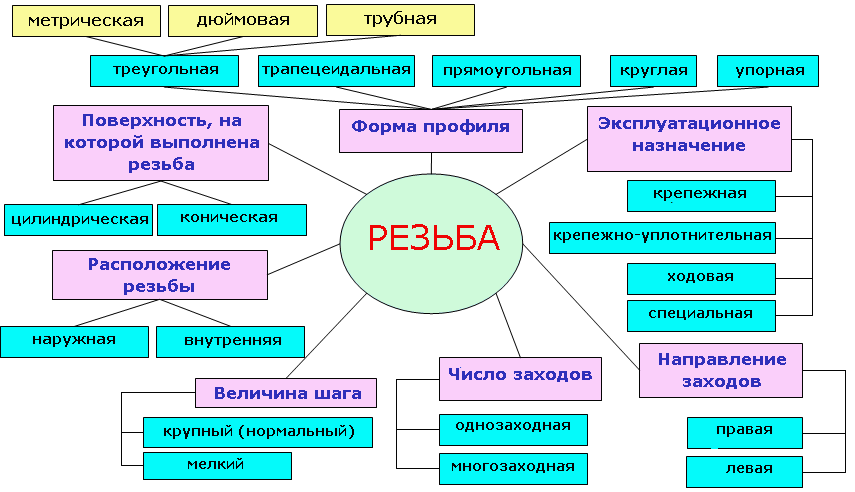 метрическая
дюймовая
трубная
треугольная
трапецеидальная
прямоугольная
круглая
упорная
Поверхность, на
которой выполнена
резьба
Форма профиля
Эксплуатационное
назначение
цилиндрическая
коническая
крепежная
крепежно-уплотнительная
ходовая
специальная
РЕЗЬБА
Расположение
резьбы
наружная
внутренняя
Величина шага
крупный (нормальный)
мелкий
Число заходов
однозаходная
многозаходная
Направление
заходов
правая
левая